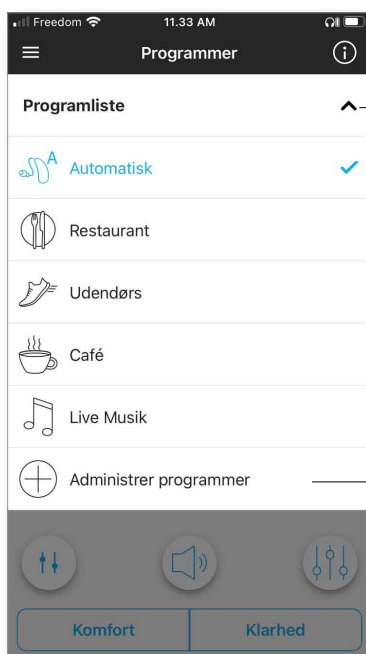 Freedom 11.33 AM
Programmer
Programliste
A
Automatisk
Restaurant
Udendørs
Café
Live Musik
Administrer programmer
Komfort Klarhed